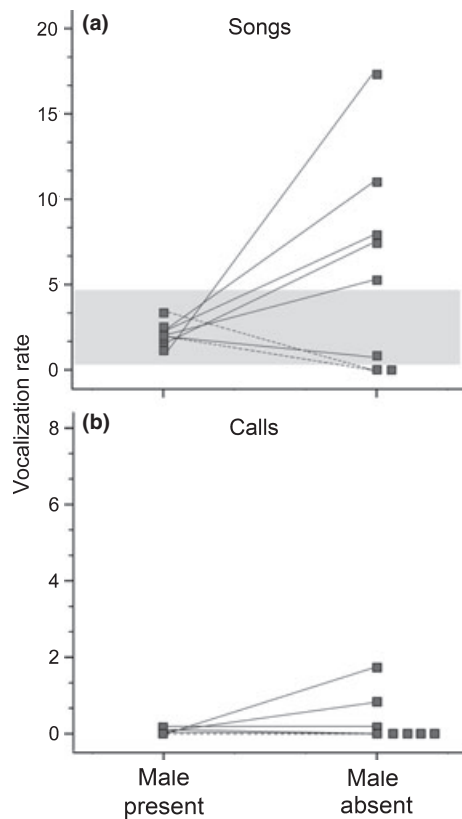 (a)
Songs
20
15
10
5
0
Vocalization rate
(b)
Calls
8
6
4
2
0
Male
present
Male
absent